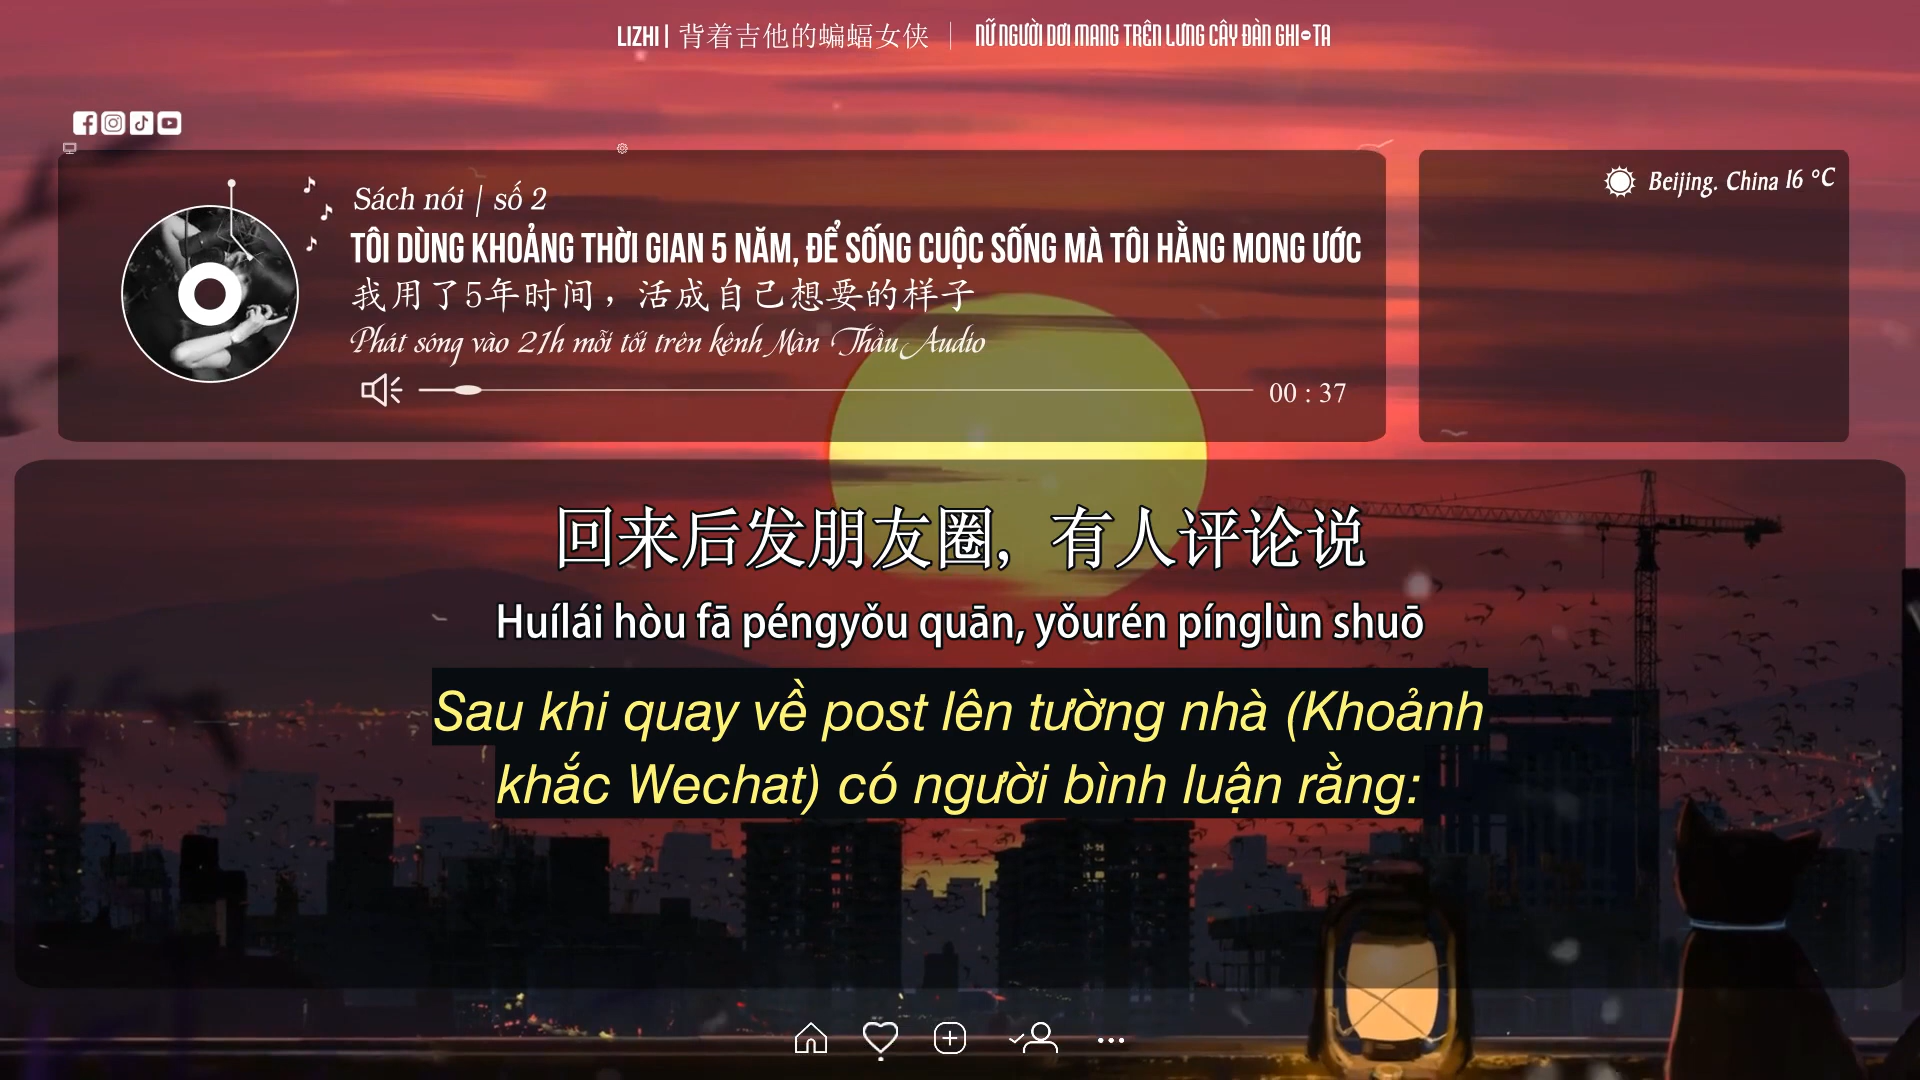 LIZHI | 背着吉他的蝙蝠女侠 | NỮ NGƯỜI DƠI MANG TRÊN LƯNG CÂY ĐÀN GHI-TA
Sách nói | số 2
Beijing. China 16 °C
TÔI DÙNG KHOẢNG THỜI GIAN 5 NĂM, ĐỂ SỐNG CUỘC SỐNG MÀ TÔI HẰNG MONG ƯỚC
我用了5年时间，活成自己想要的样子
Phát sóng vào 21h mỗi tối trên kênh Màn Thầu Audio
00 : 37
回来后发朋友圈，有人评论说
Huílái hòu fā péngyǒu quān, yǒurén pínglùn shuō
Sau khi quay về post lên tường nhà (Khoảnh
khắc Wechat) có người bình luận rằng: